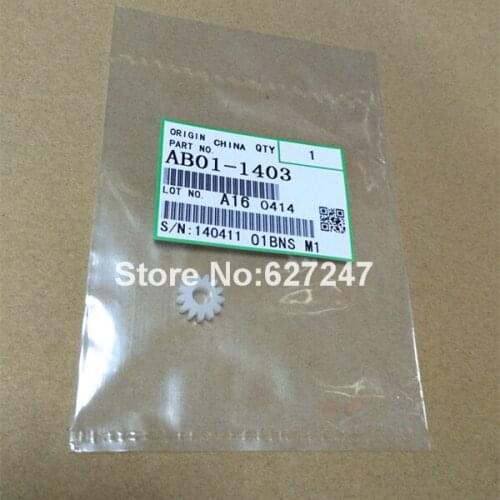 ORIGIN CHINA QTY 1
PART NO.
AB01-1403
LOT NO. A16 0414
S/N:140411 01BNS M1
Store No:627247